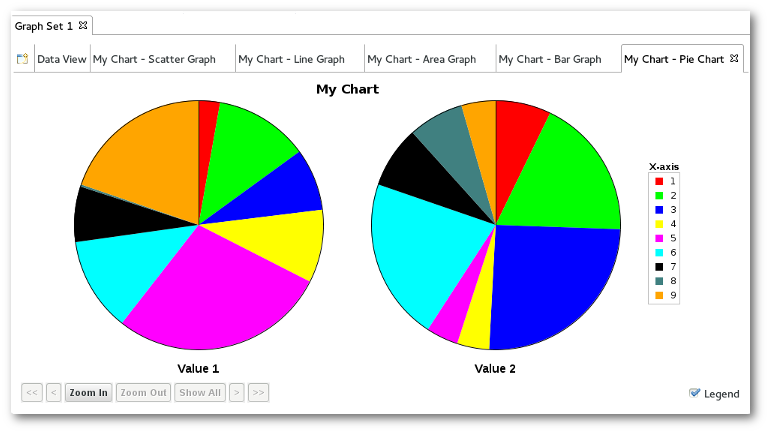 Graph Set 1
Data View My Chart - Scatter Graph My Chart - Line Graph My Chart - Area Graph My Chart - Bar Graph My Chart - Pie Chart
My Chart
X-axis
1
2
3
4
5
6
7
8
9
Value 1 Value 2
<< < Zoom In Zoom Out Show All > >> Legend